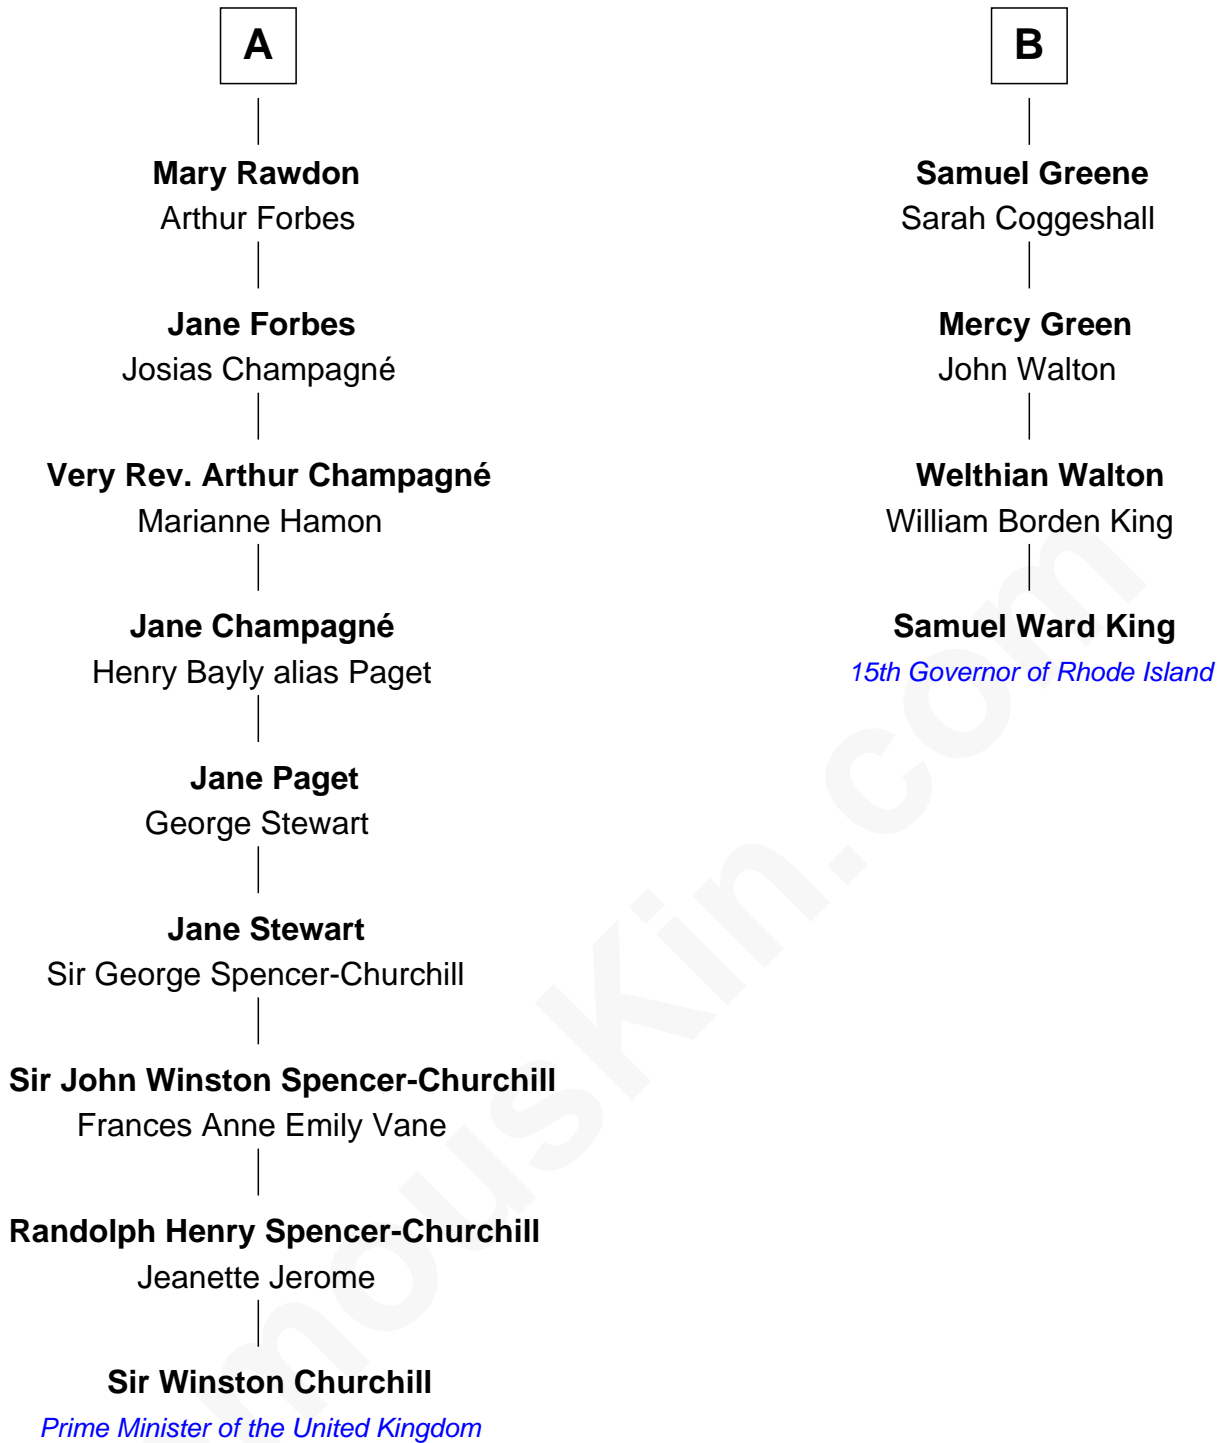 A
Mary Rawdon
Arthur Forbes
Jane Forbes
Josias Champagné
Very Rev. Arthur Champagné
Marianne Hamon
Jane Champagné
Henry Bayly alias Paget
Jane Paget
George Stewart
Jane Stewart
Sir George Spencer-Churchill
Sir John Winston Spencer-Churchill
Frances Anne Emily Vane
Randolph Henry Spencer-Churchill
Jeanette Jerome
Sir Winston Churchill
Prime Minister of the United Kingdom
B
Samuel Greene
Sarah Coggeshall
Mercy Green
John Walton
Welthian Walton
William Borden King
Samuel Ward King
15th Governor of Rhode Island
mouskin.com